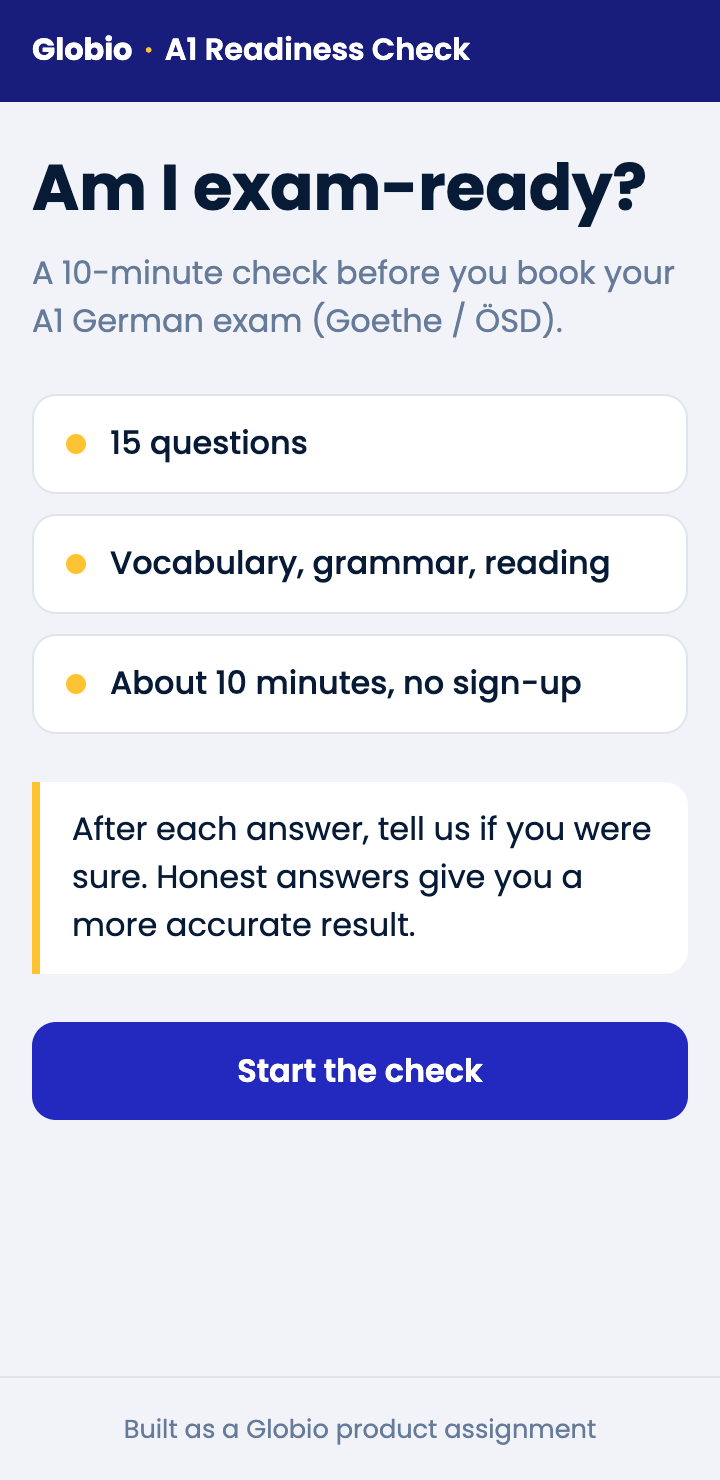 Globio · A1 Readiness Check
Am I exam-ready?
A 10-minute check before you book your
A1 German exam (Goethe / ÖSD).
15 questions
Vocabulary, grammar, reading
About 10 minutes, no sign-up
After each answer, tell us if you were
sure. Honest answers give you a
more accurate result.
Start the check
Built as a Globio product assignment